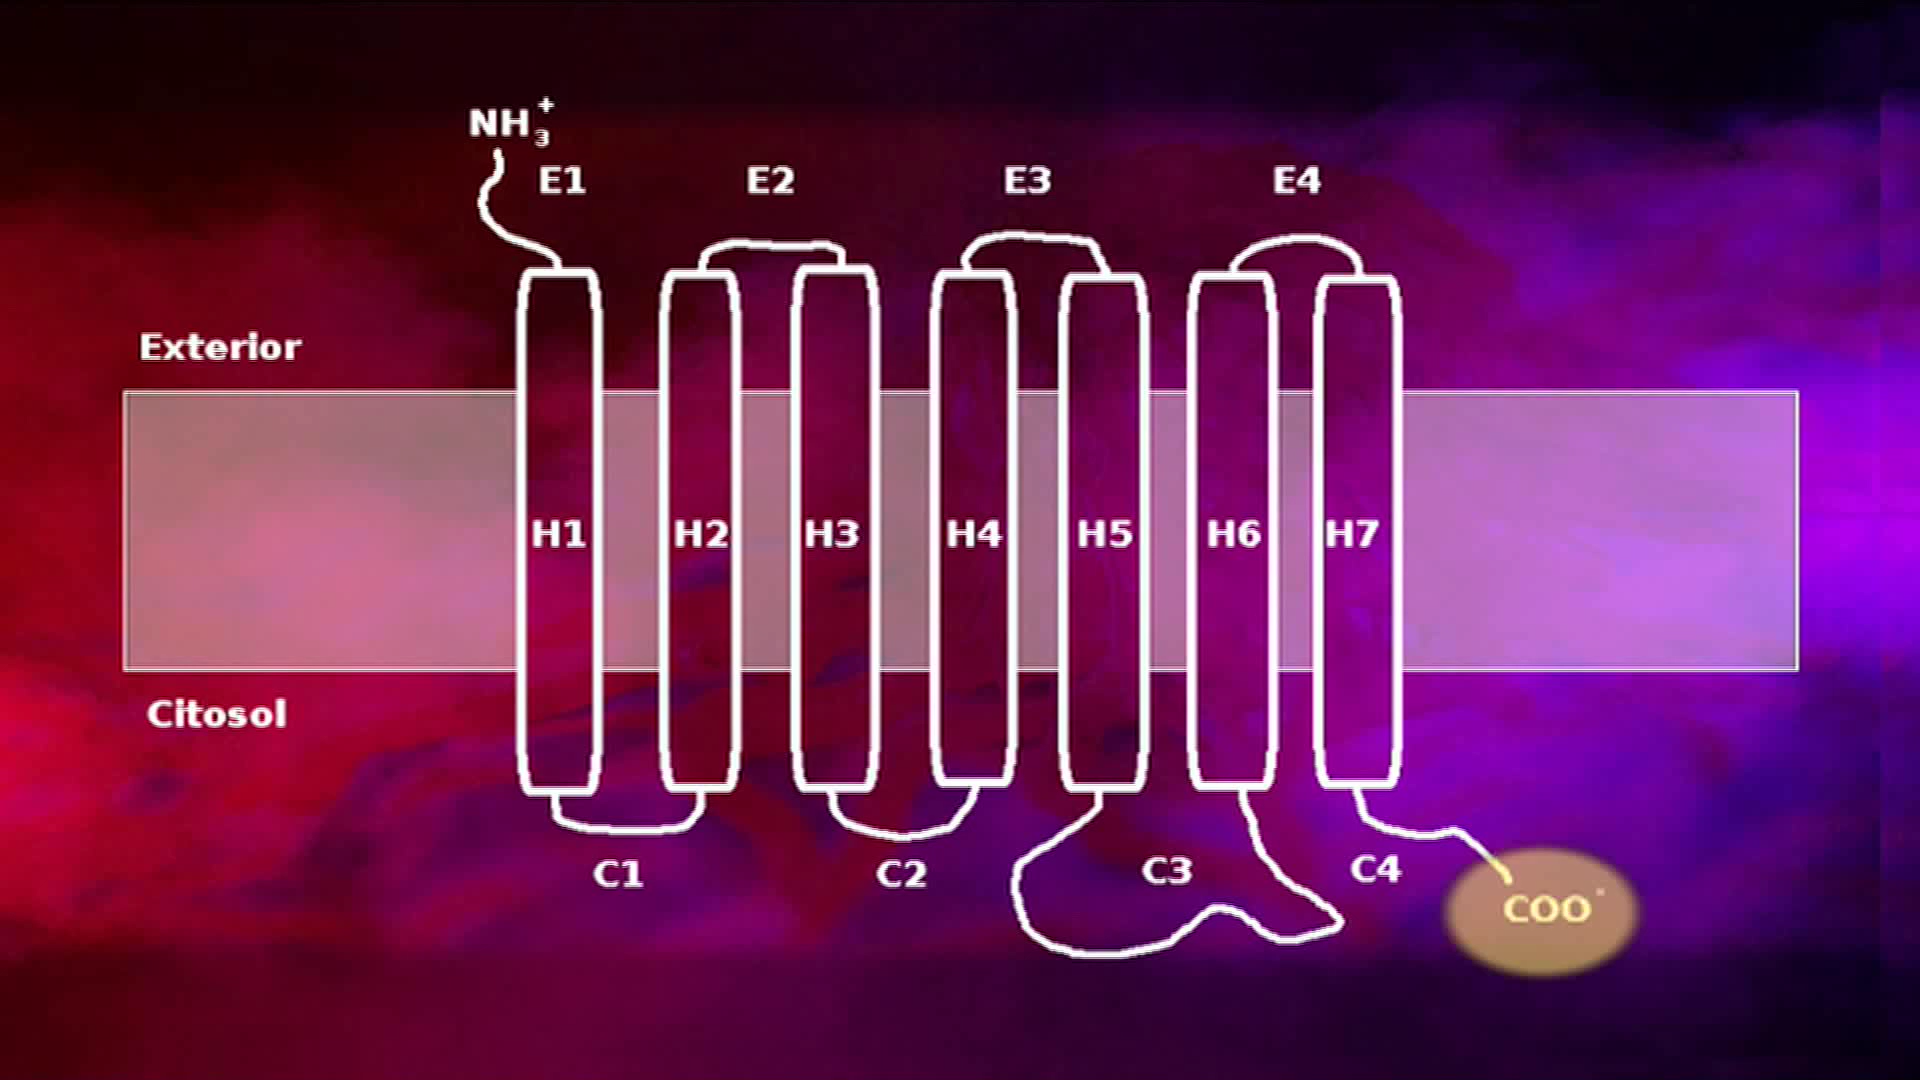 NH3+
E1 E2 E3 E4
Exterior
H1 H2 H3 H4 H5 H6 H7
Citosol
C1 C2 C3 C4
COO-